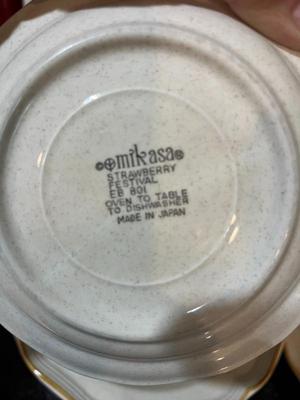 mikasa®
STRAWBERRY
FESTIVAL
EB 801
OVEN TO TABLE
TO DISHWASHER
MADE IN JAPAN